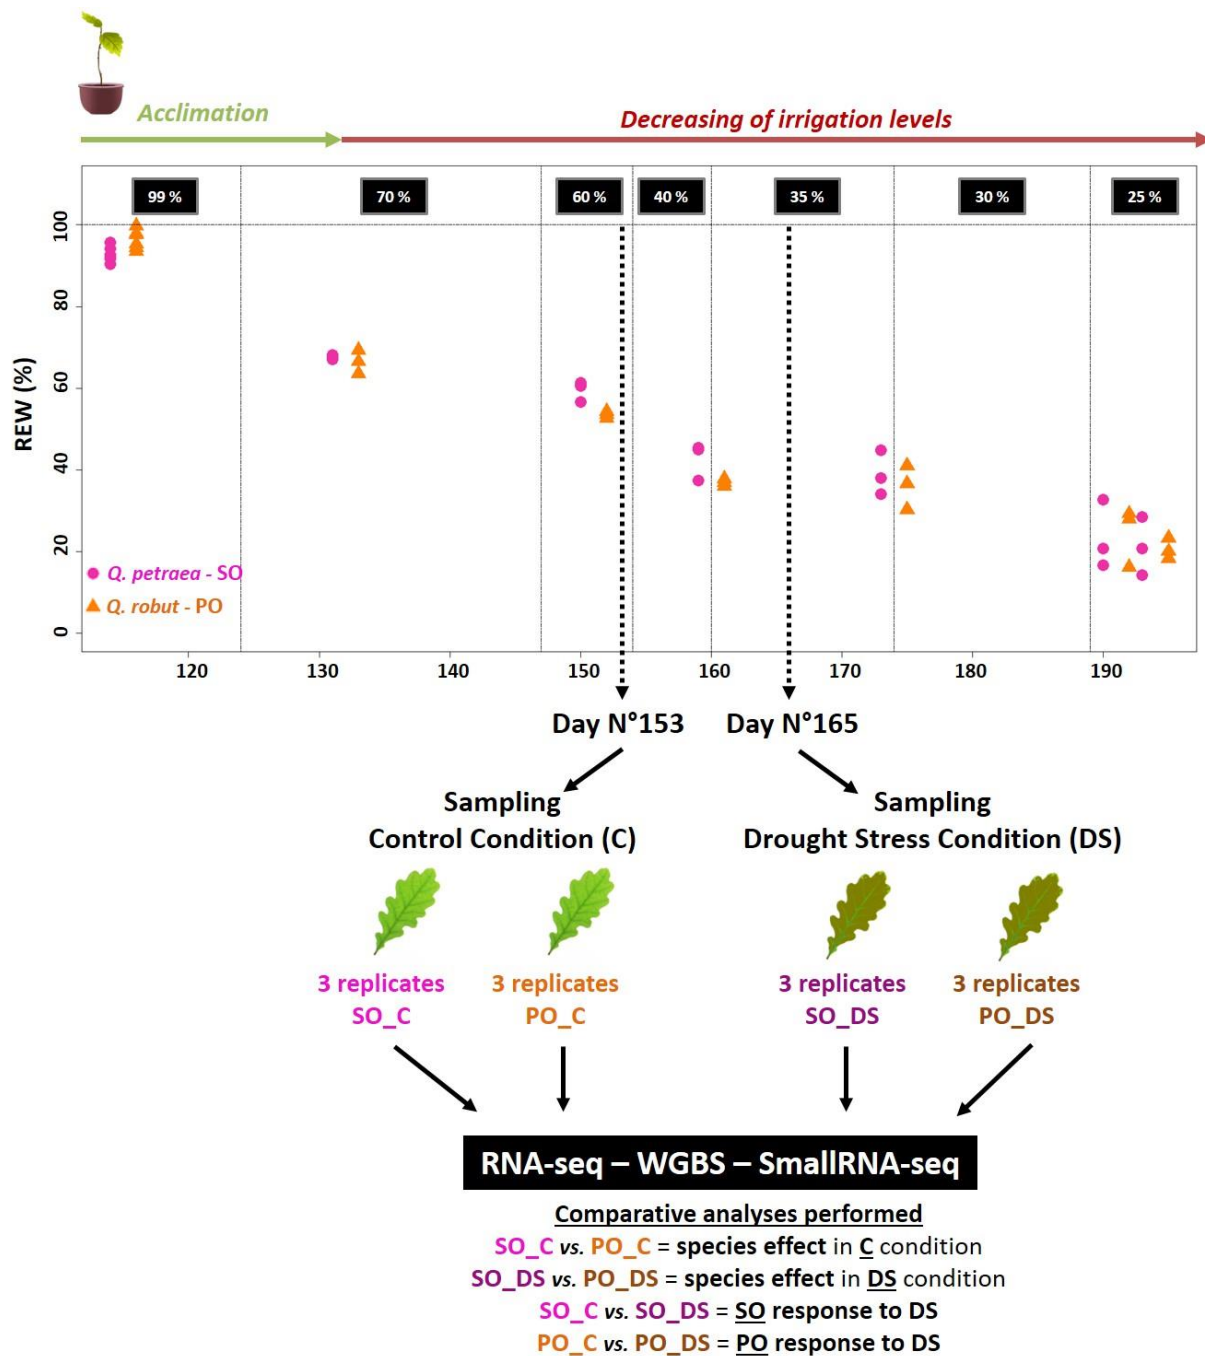 Acclimation
Decreasing of irrigation levels
99 %
70 %
60 %
40 %
35 %
30 %
25 %
REW (%)
100
80
60
40
20
0
Q. petraea - SO
Q. robut - PO
120
130
140
150
160
170
180
190
Day N°153
Day N°165
Sampling
Control Condition (C)
Sampling
Drought Stress Condition (DS)
3 replicates
SO_C
3 replicates
PO_C
3 replicates
SO_DS
3 replicates
PO_DS
RNA-seq – WGBS – SmallRNA-seq
Comparative analyses performed
SO_C vs. PO_C = species effect in C condition
SO_DS vs. PO_DS = species effect in DS condition
SO_C vs. SO_DS = SO response to DS
PO_C vs. PO_DS = PO response to DS